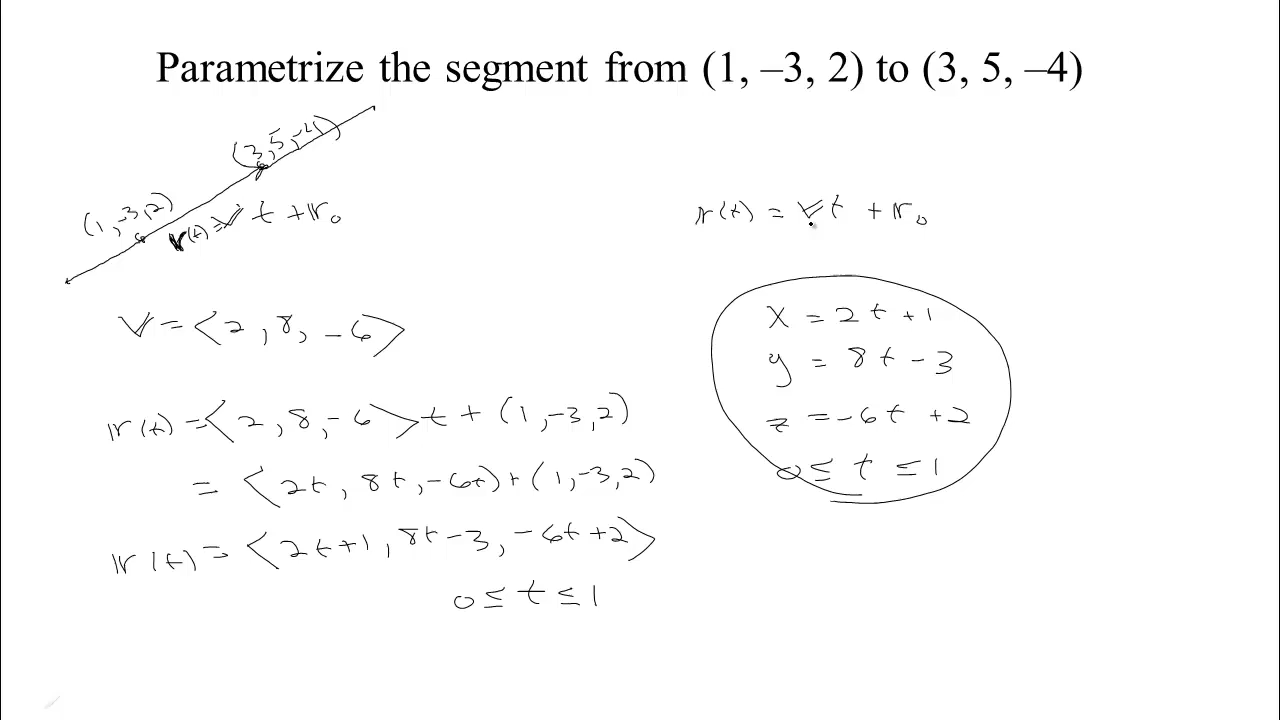 Parametrize the segment from (1, –3, 2) to (3, 5, –4)
(3,5,-4)
(1,-3,2)
r(t)=v t + r₀
v = <2, 8, -6>
r(t) = <2, 8, -6> t + (1,-3,2)
= <2t, 8t, -6t) + (1,-3,2)
r(t) = <2t+1, 8t-3, -6t+2>
0 ≤ t ≤ 1
r(t) = vt + r₀
x = 2t + 1
y = 8t - 3
z = -6t + 2
0 ≤ t ≤ 1